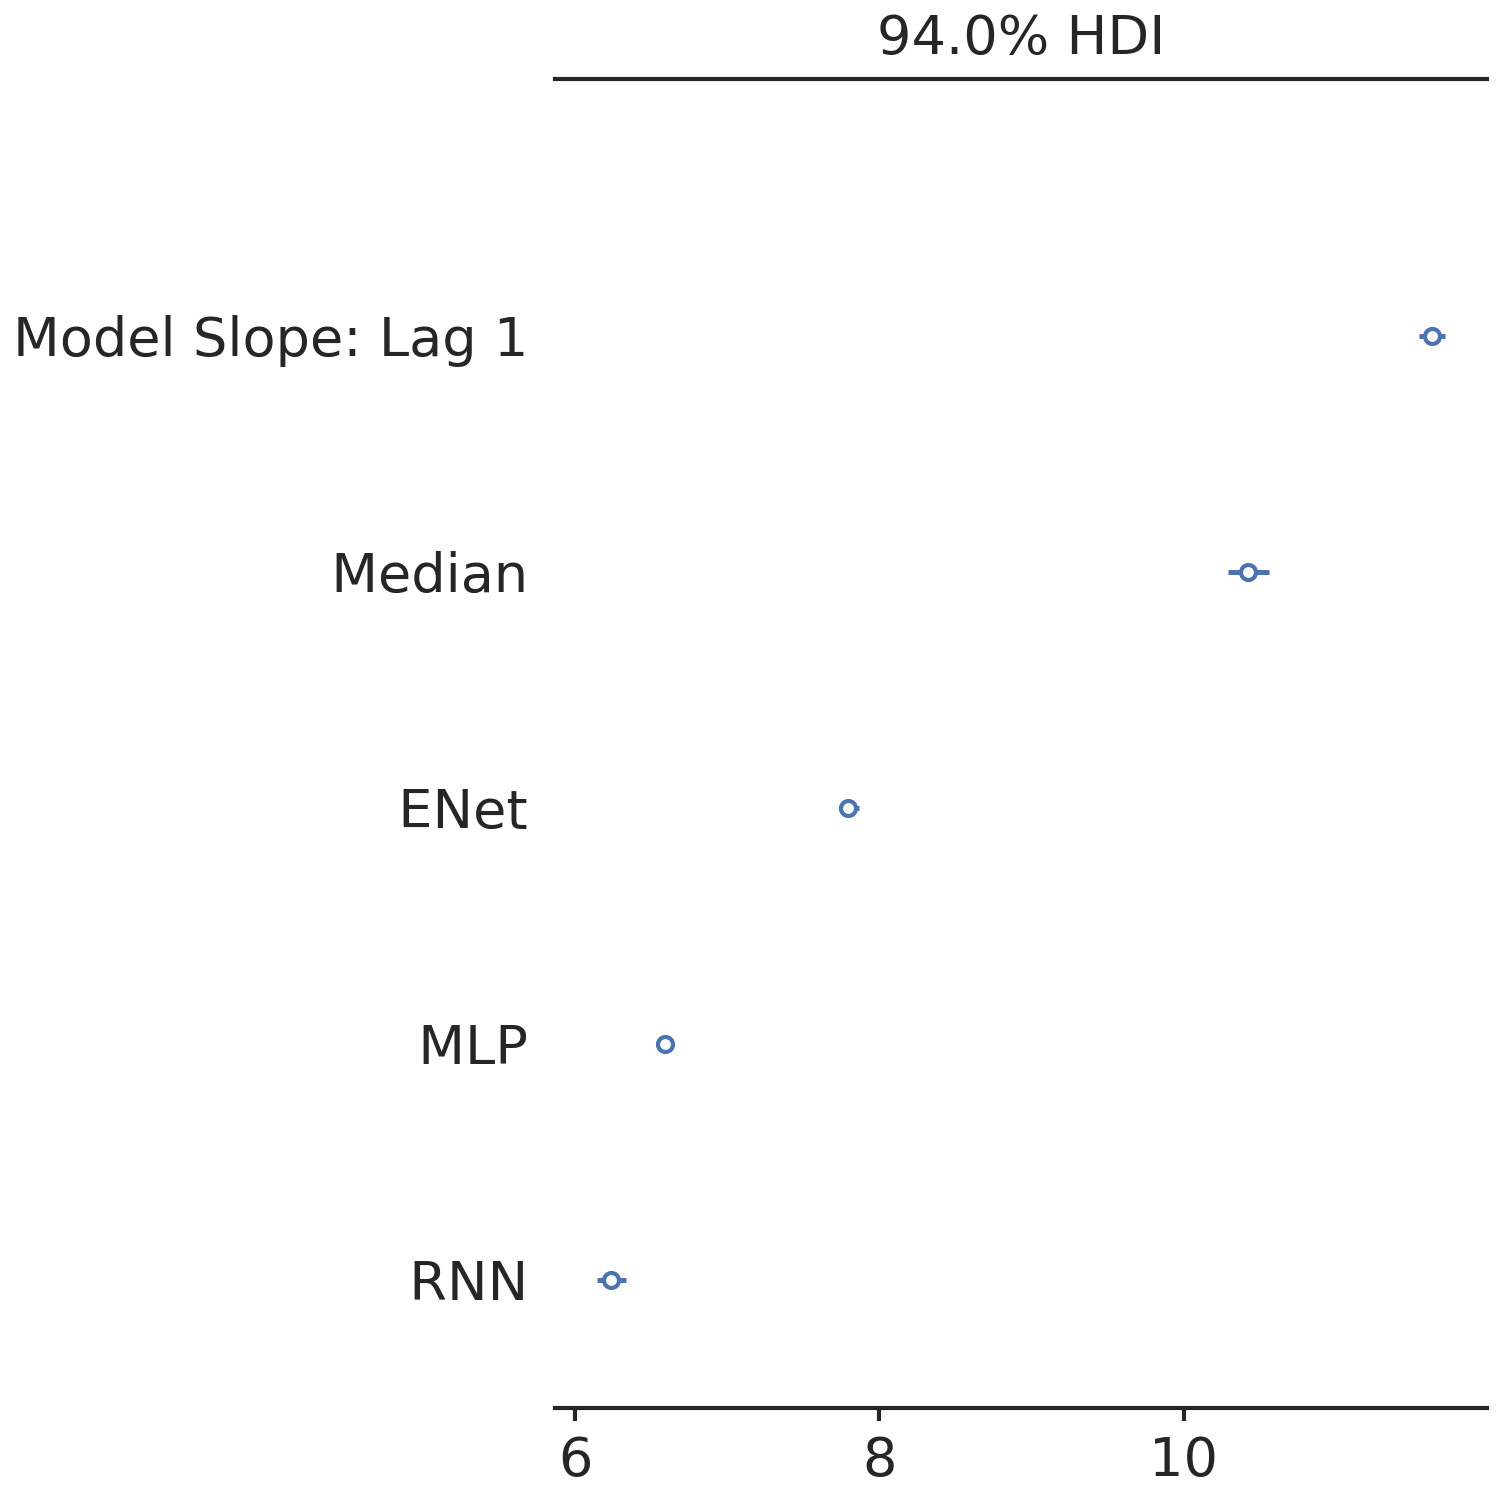 94.0% HDI
Model Slope: Lag 1
Median
ENet
MLP
RNN
6 8 10